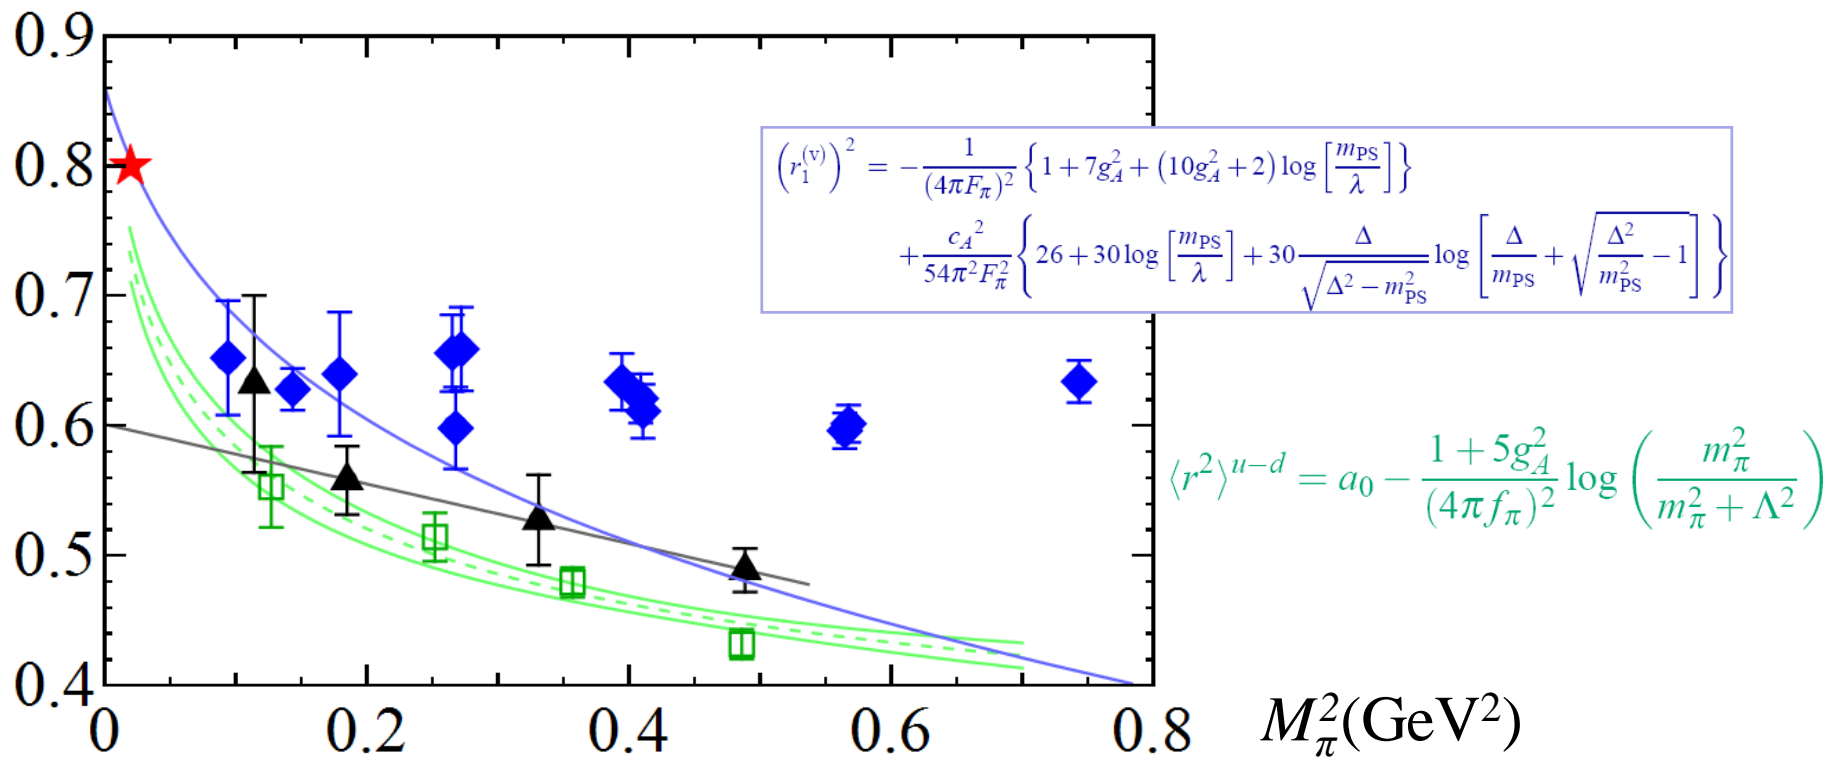 0.9
0.8
0.7
0.6
0.5
0.4
0 0.2 0.4 0.6 0.8
M_π^2(GeV^2)
(r_1^{(v)})^2 = -\frac{1}{(4πF_π)^2} {1 + 7g_A^2 + (10g_A^2 + 2) log [\frac{m_{PS}}{λ}]}
+ \frac{c_A^2}{54π^2F_π^2} {26 + 30 log [\frac{m_{PS}}{λ}] + 30 \frac{Δ}{\sqrt{Δ^2 - m_{PS}^2}} log [\frac{Δ}{m_{PS}} + \sqrt{\frac{Δ^2}{m_{PS}^2} - 1}]}
⟨r^2⟩^{u-d} = a_0 - \frac{1 + 5g_A^2}{(4πf_π)^2} log (\frac{m_π^2}{m_π^2 + Λ^2})